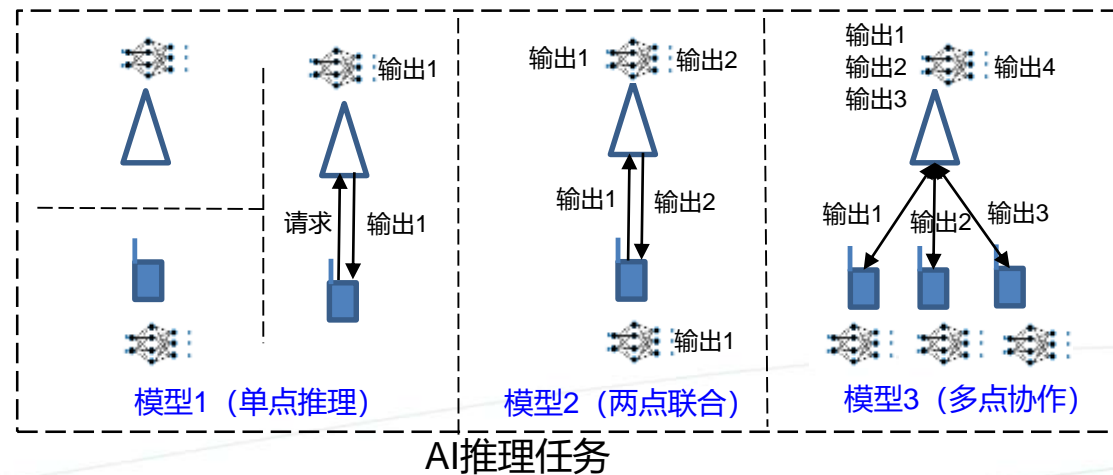 输出1
请求
输出1
模型1（单点推理）
输出1
输出2
输出1
输出2
输出1
模型2（两点联合）
输出1
输出2
输出3
输出4
输出1
输出2
输出3
模型3（多点协作）
AI推理任务